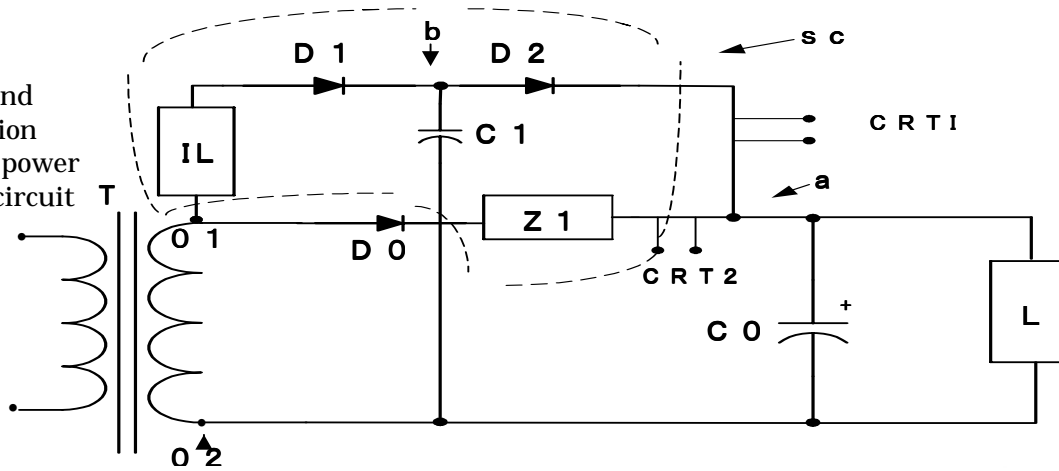 b
s c
D 1
D 2
nd
ion
power
circuit
C 1
C R T I
I L
T
a
0 1
D 0
Z 1
C R T 2
C 0
+
L
0 2